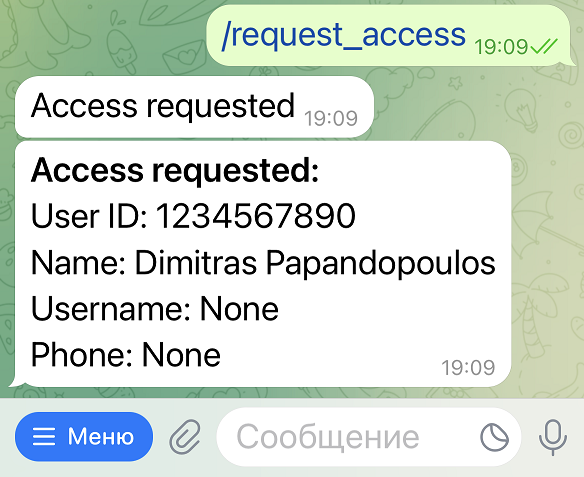 /request_access 19:09
Access requested 19:09
Access requested:
User ID: 1234567890
Name: Dimitras Papandopoulos
Username: None
Phone: None 19:09
Меню Сообщение